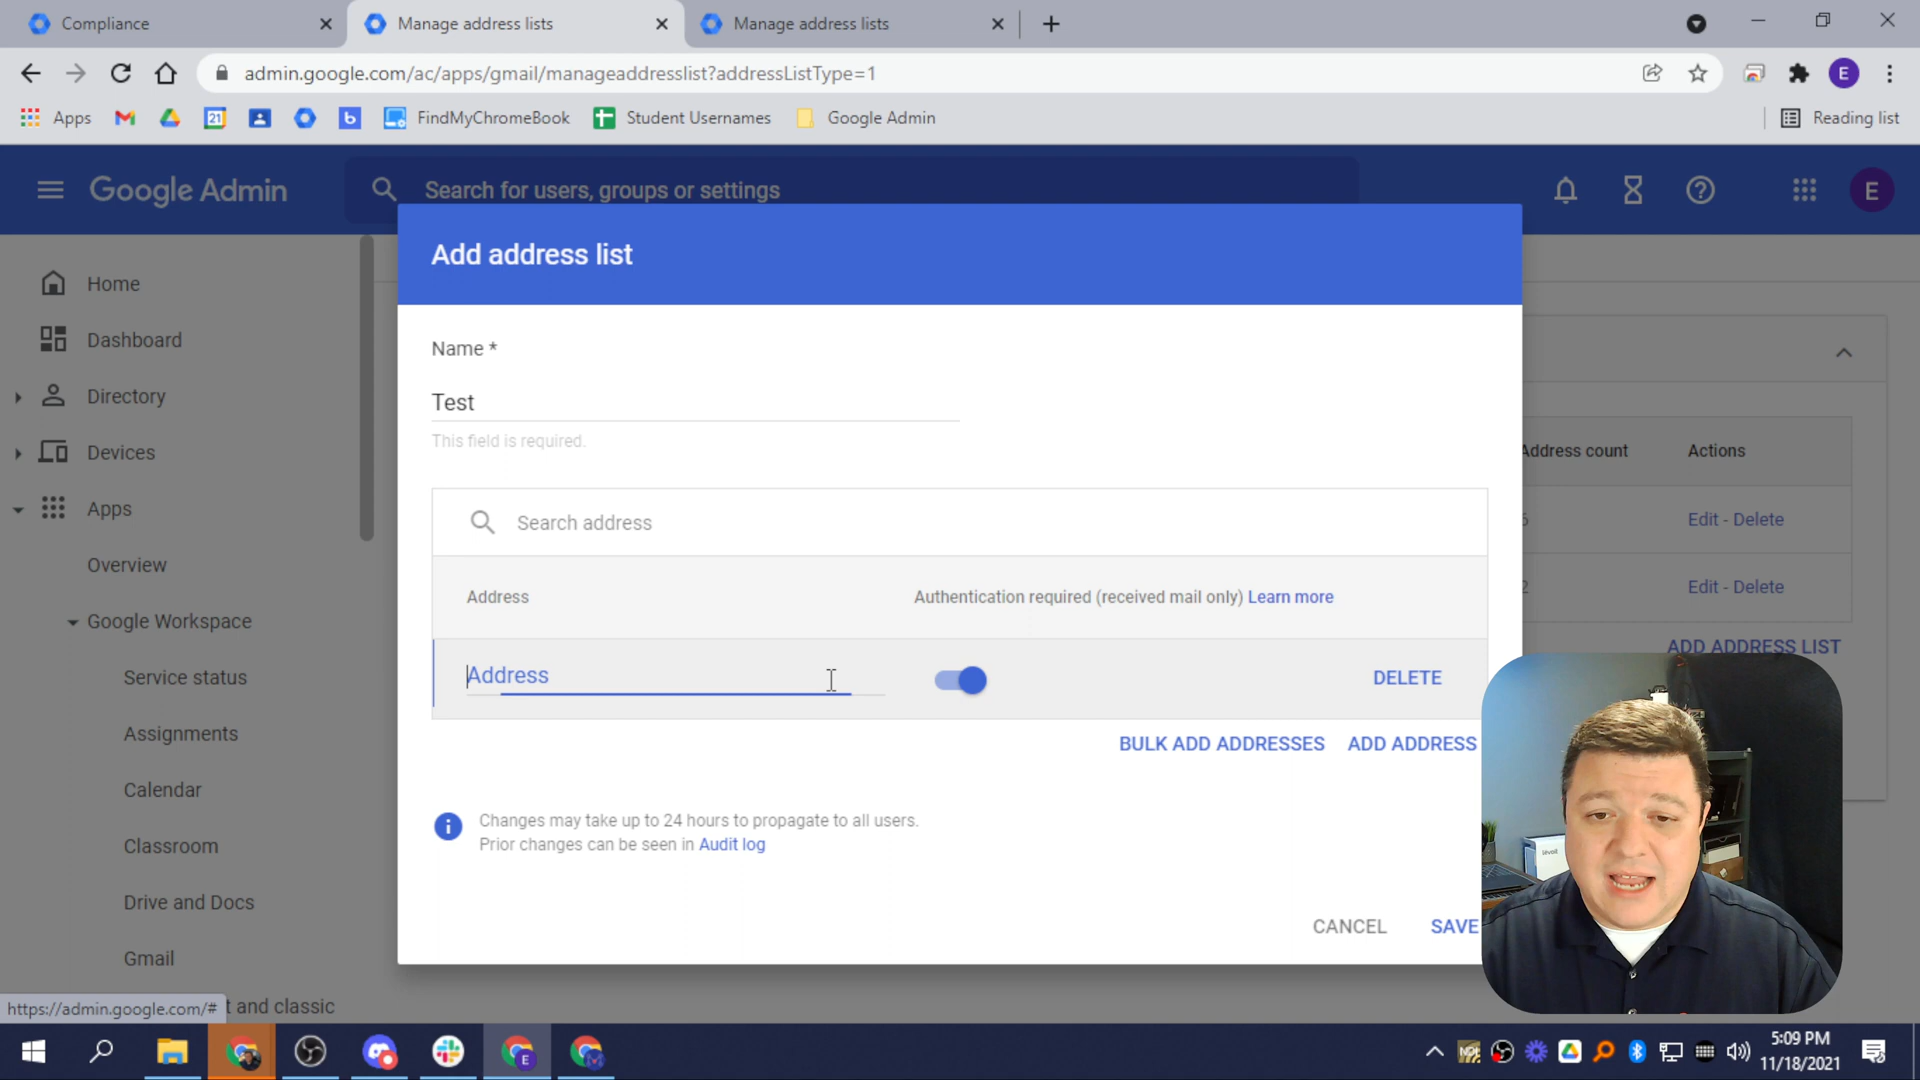 Compliance
Manage address lists
Manage address lists
admin.google.com/ac/apps/gmail/manageaddresslist?addressListType=1
E
Apps
21
b
FindMyChromeBook
Student Usernames
Google Admin
Reading list
Google Admin
Search for users, groups or settings
E
Add address list
Home
Dashboard
Directory
Devices
Apps
Overview
Google Workspace
Service status
Assignments
Calendar
Classroom
Drive and Docs
Gmail
t and classic
https://admin.google.com/#
Name *
Test
This field is required.
Search address
Address
Authentication required (received mail only) Learn more
Address
DELETE
BULK ADD ADDRESSES
ADD ADDRESS
Changes may take up to 24 hours to propagate to all users.
Prior changes can be seen in Audit log
CANCEL
SAVE
Address count
Actions
6
Edit - Delete
2
Edit - Delete
ADD ADDRESS LIST
levoit
E
5:09 PM
11/18/2021